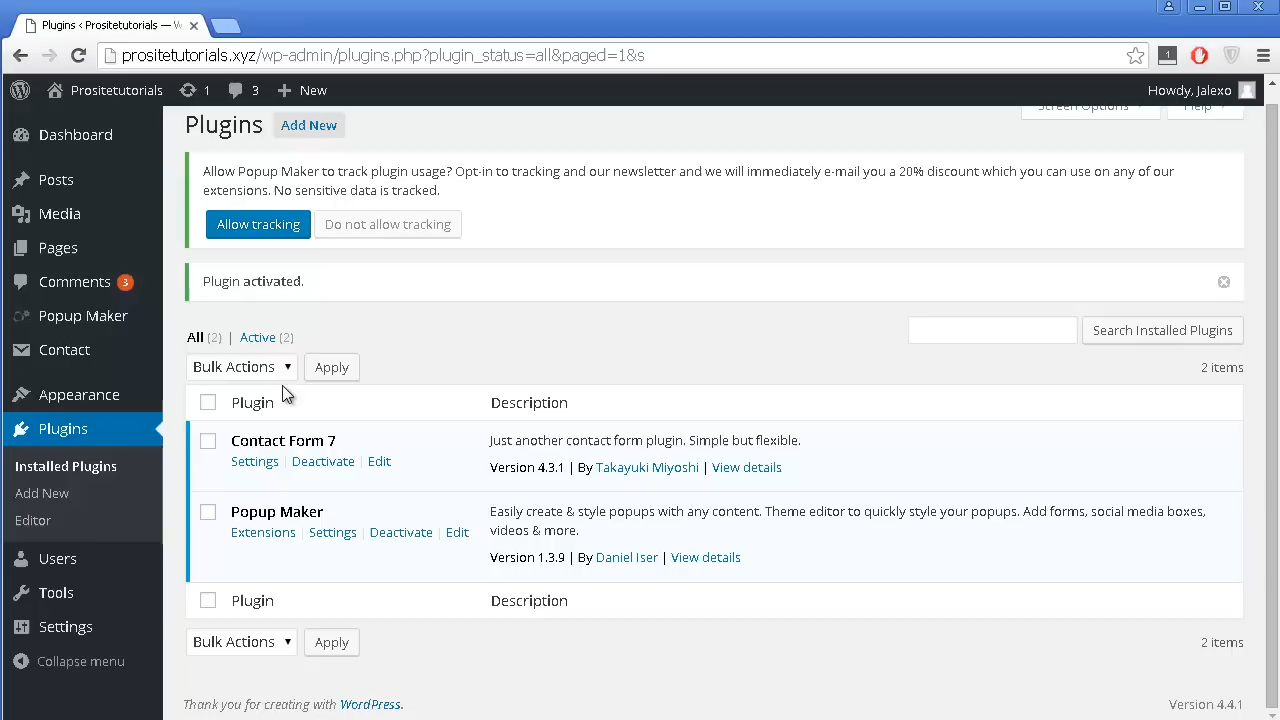 Plugins ‹ Prositetutorials —
prositetutorials.xyz/wp-admin/plugins.php?plugin_status=all&paged=1&s
1
Prositetutorials 1 3 New Howdy, Jalexo
Screen Options Help
Dashboard
Posts
Media
Pages
Comments 3
Popup Maker
Contact
Appearance
Plugins
Installed Plugins
Add New
Editor
Users
Tools
Settings
Collapse menu
Plugins Add New
Allow Popup Maker to track plugin usage? Opt-in to tracking and our newsletter and we will immediately e-mail you a 20% discount which you can use on any of our
extensions. No sensitive data is tracked.
Allow tracking Do not allow tracking
Plugin activated.
All (2) | Active (2)
Search Installed Plugins
Bulk Actions Apply 2 items
Plugin Description
Contact Form 7 Just another contact form plugin. Simple but flexible.
Settings | Deactivate | Edit Version 4.3.1 | By Takayuki Miyoshi | View details
Popup Maker Easily create & style popups with any content. Theme editor to quickly style your popups. Add forms, social media boxes,
Extensions | Settings | Deactivate | Edit videos & more.
Version 1.3.9 | By Daniel Iser | View details
Plugin Description
Bulk Actions Apply 2 items
Thank you for creating with WordPress. Version 4.4.1